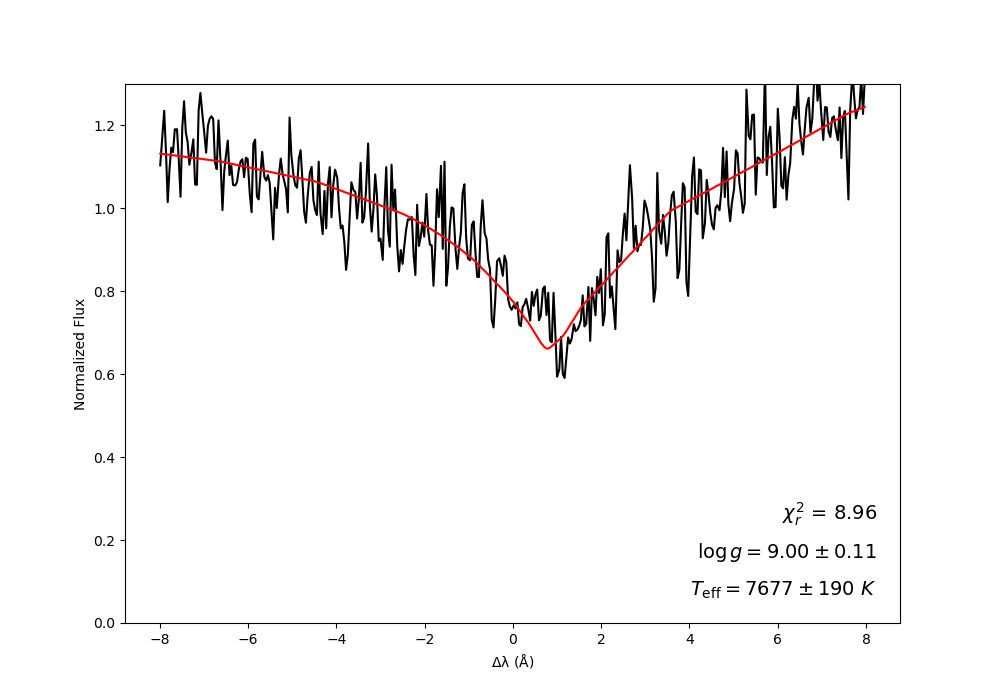 1.2
1.0
0.8
0.6
0.4
0.2
0.0
Normalized Flux
χ²ᵣ = 8.96
log g = 9.00 ± 0.11
T_eff = 7677 ± 190 K
−8 −6 −4 −2 0 2 4 6 8
Δλ (Å)